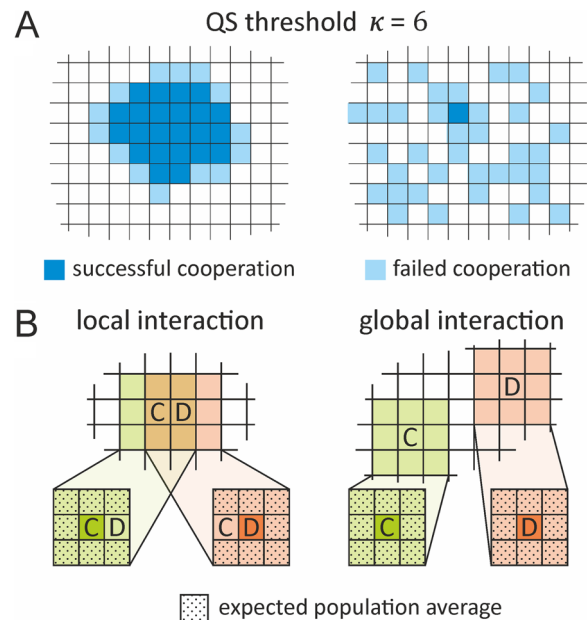 A
QS threshold κ = 6
successful cooperation
failed cooperation
B
local interaction
global interaction
C D
D
C
C D
C D
C
D
expected population average